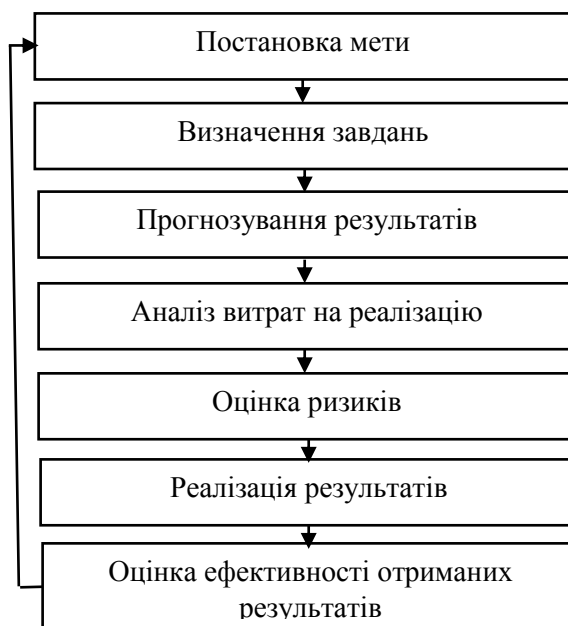 Постановка мети
Визначення завдань
Прогнозування результатів
Аналіз витрат на реалізацію
Оцінка ризиків
Реалізація результатів
Оцінка ефективності отриманих
результатів